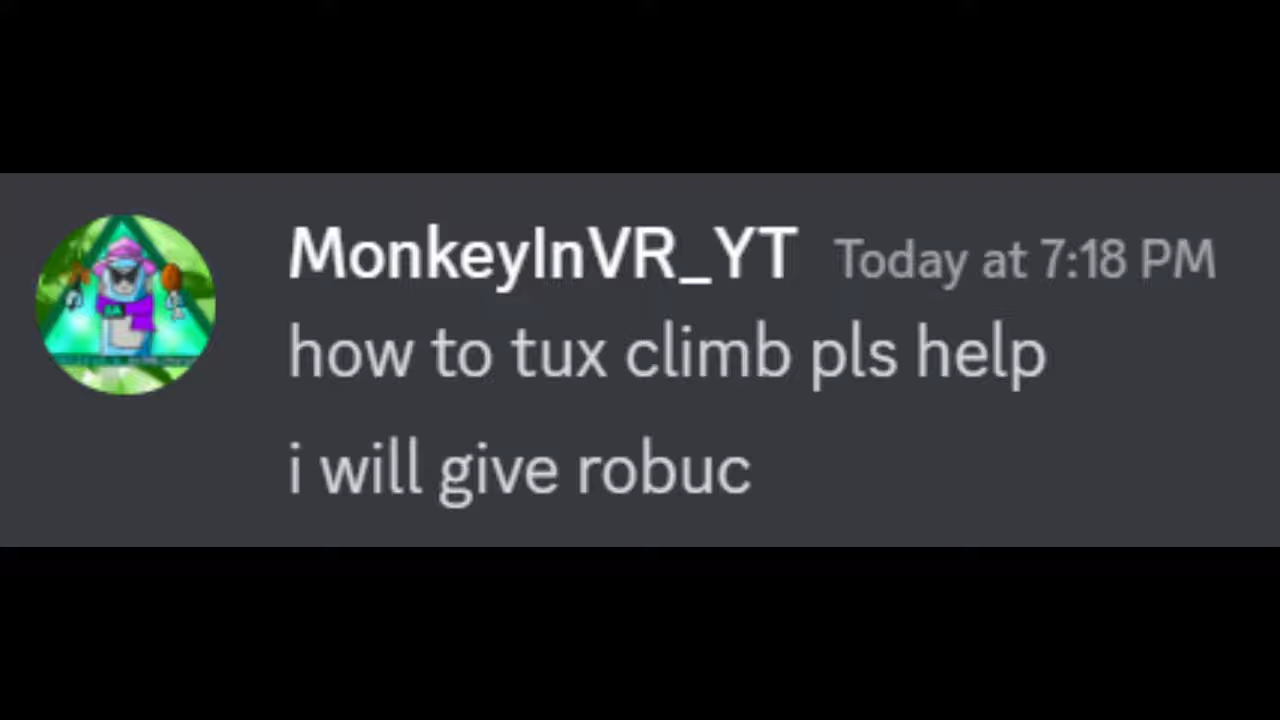 MonkeyInVR_YT Today at 7:18 PM
how to tux climb pls help
i will give robuc